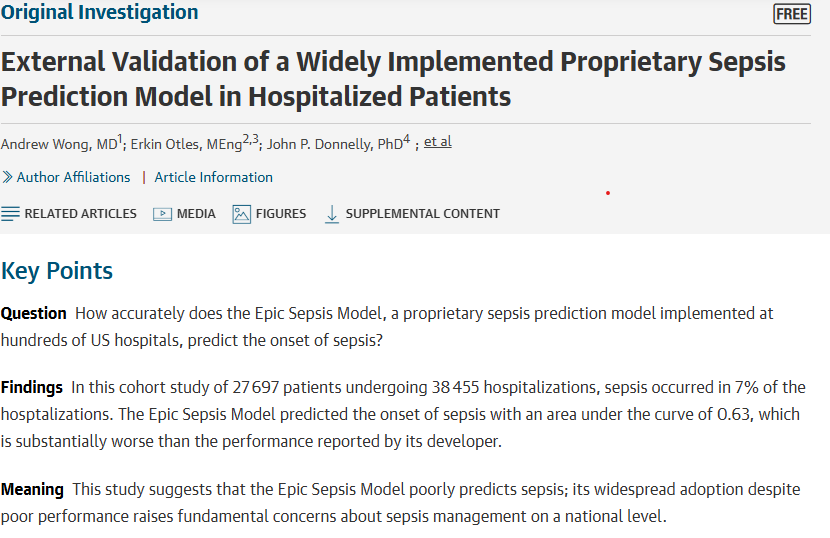 Original Investigation
FREE
External Validation of a Widely Implemented Proprietary Sepsis
Prediction Model in Hospitalized Patients
Andrew Wong, MD1; Erkin Otles, MEng2,3; John P. Donnelly, PhD4 ; et al
Author Affiliations | Article Information
RELATED ARTICLES MEDIA FIGURES SUPPLEMENTAL CONTENT
Key Points
Question How accurately does the Epic Sepsis Model, a proprietary sepsis prediction model implemented at
hundreds of US hospitals, predict the onset of sepsis?
Findings In this cohort study of 27 697 patients undergoing 38 455 hospitalizations, sepsis occurred in 7% of the
hosptalizations. The Epic Sepsis Model predicted the onset of sepsis with an area under the curve of 0.63, which
is substantially worse than the performance reported by its developer.
Meaning This study suggests that the Epic Sepsis Model poorly predicts sepsis; its widespread adoption despite
poor performance raises fundamental concerns about sepsis management on a national level.